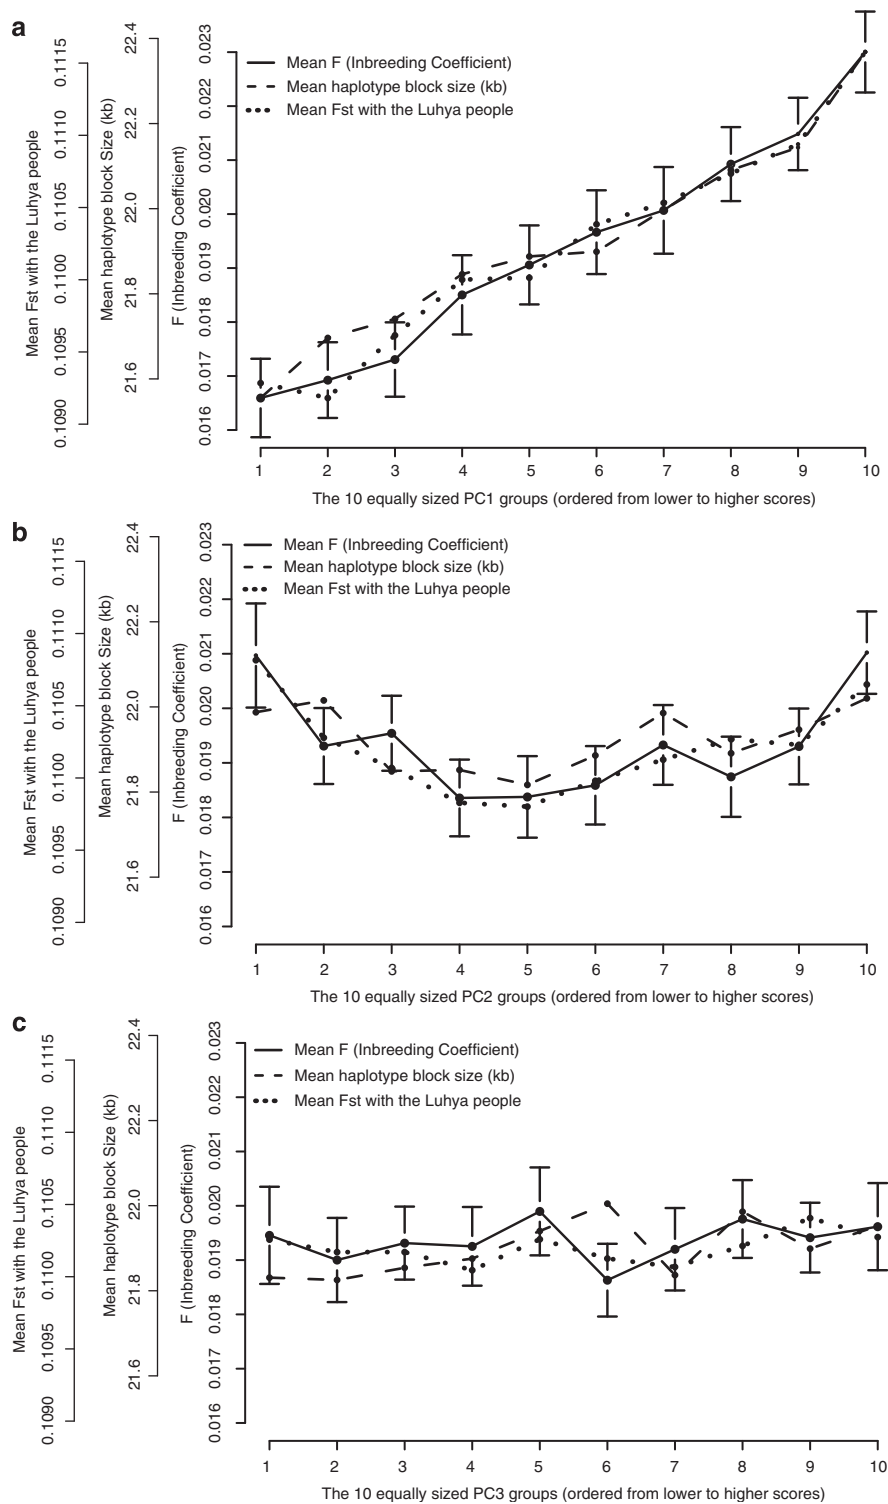 a
Mean Fst with the Luhya people
0.1090 0.1095 0.1100 0.1105 0.1110 0.1115
Mean haplotype block Size (kb)
21.6 21.8 22.0 22.2 22.4
F (Inbreeding Coefficient)
0.016 0.017 0.018 0.019 0.020 0.021 0.022 0.023
Mean F (Inbreeding Coefficient)
Mean haplotype block size (kb)
Mean Fst with the Luhya people
1 2 3 4 5 6 7 8 9 10
The 10 equally sized PC1 groups (ordered from lower to higher scores)
b
Mean Fst with the Luhya people
0.1090 0.1095 0.1100 0.1105 0.1110 0.1115
Mean haplotype block Size (kb)
21.6 21.8 22.0 22.2 22.4
F (Inbreeding Coefficient)
0.016 0.017 0.018 0.019 0.020 0.021 0.022 0.023
Mean F (Inbreeding Coefficient)
Mean haplotype block size (kb)
Mean Fst with the Luhya people
1 2 3 4 5 6 7 8 9 10
The 10 equally sized PC2 groups (ordered from lower to higher scores)
c
Mean Fst with the Luhya people
0.1090 0.1095 0.1100 0.1105 0.1110 0.1115
Mean haplotype block Size (kb)
21.6 21.8 22.0 22.2 22.4
F (Inbreeding Coefficient)
0.016 0.017 0.018 0.019 0.020 0.021 0.022 0.023
Mean F (Inbreeding Coefficient)
Mean haplotype block size (kb)
Mean Fst with the Luhya people
1 2 3 4 5 6 7 8 9 10
The 10 equally sized PC3 groups (ordered from lower to higher scores)